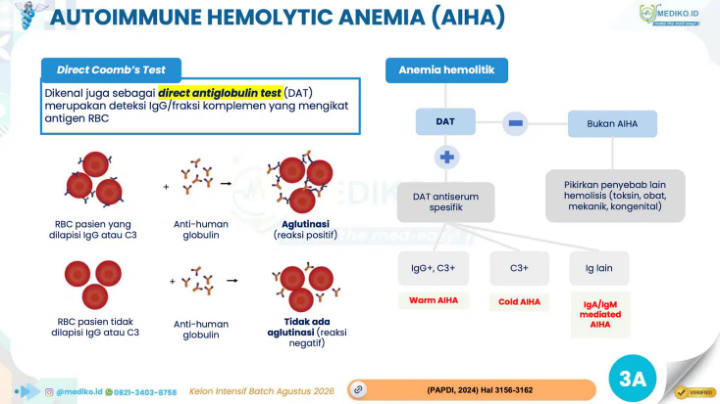 AUTOIMMUNE HEMOLYTIC ANEMIA (AIHA)
MEDIKO.ID
Direct Coomb's Test
Dikenal juga sebagai direct antiglobulin test (DAT)
merupakan deteksi IgG/fraksi komplemen yang mengikat
antigen RBC
+
RBC pasien yang
dilapisi IgG atau C3
Anti-human
globulin
Aglutinasi
(reaksi positif)
+
RBC pasien tidak
dilapisi IgG atau C3
Anti-human
globulin
Tidak ada
aglutinasi (reaksi
negatif)
Anemia hemolitik
DAT
Bukan AIHA
DAT antiserum
spesifik
Pikirkan penyebab lain
hemolisis (toksin, obat,
mekanik, kongenital)
IgG+, C3+
C3+
Ig lain
Warm AIHA
Cold AIHA
IgA/IgM
mediated
AIHA
3A
@mediko.id 0821-3403-8758
Kelon Intensif Batch Agustus 2026
(PAPDI, 2024) Hal 3156-3162
VERIFIED